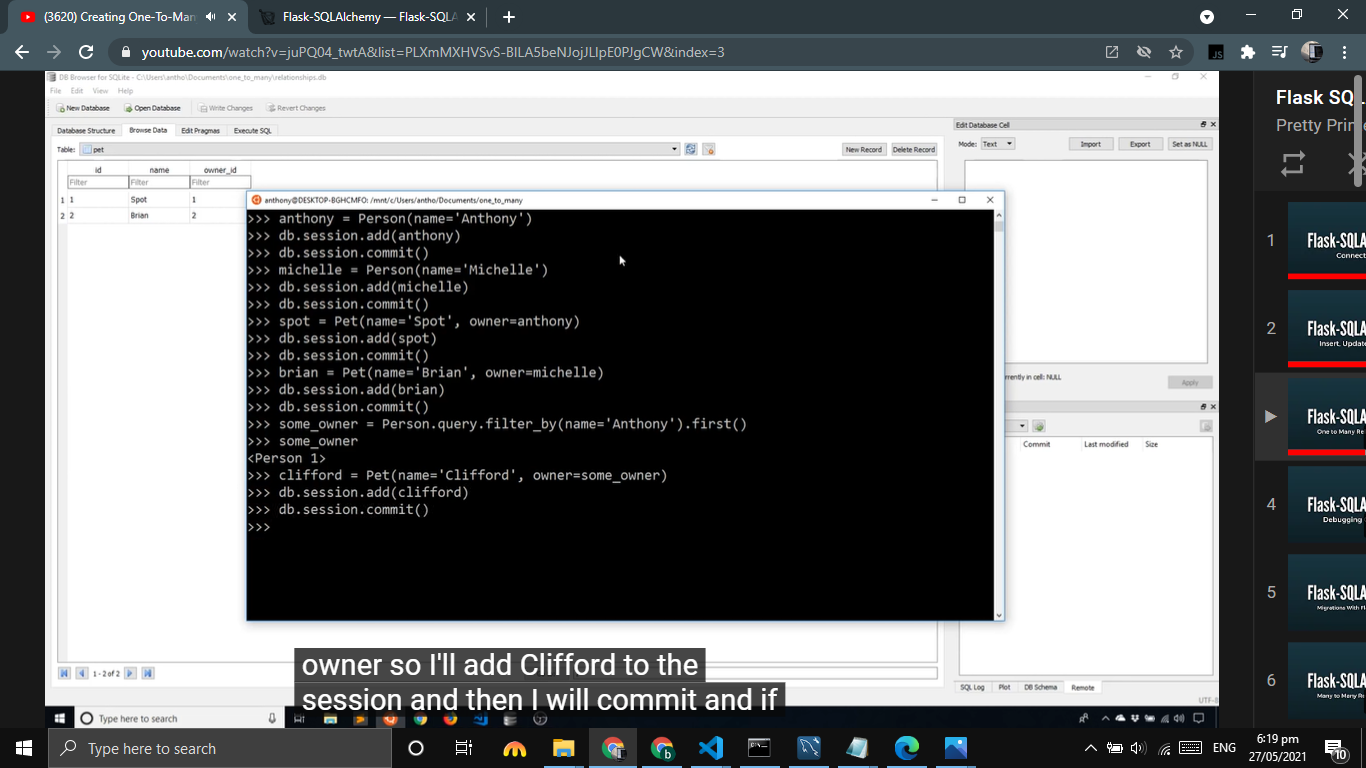 (3620) Creating One-To-Man
Flask-SQLAlchemy — Flask-SQLA
youtube.com/watch?v=juPQ04_twtA&list=PLXmMXHVSvS-BlLA5beNJojJLlpE0PJgCW&index=3
DB Browser for SQLite - C:\Users\antho\Documents\one_to_many\relationships.db
File Edit View Help
New Database Open Database Write Changes Revert Changes
Database Structure Browse Data Edit Pragmas Execute SQL
Table: pet
New Record Delete Record
id name owner_id
Filter Filter Filter
1 1 Spot 1
2 2 Brian 2
1 - 2 of 2
Edit Database Cell
Mode: Text Import Export Set as NULL
rrently in cell: NULL
Apply
Commit Last modified Size
SQL Log Plot DB Schema Remote
UTF-8
anthony@DESKTOP-BGHCMFO: /mnt/c/Users/antho/Documents/one_to_many
>>> anthony = Person(name='Anthony')
>>> db.session.add(anthony)
>>> db.session.commit()
>>> michelle = Person(name='Michelle')
>>> db.session.add(michelle)
>>> db.session.commit()
>>> spot = Pet(name='Spot', owner=anthony)
>>> db.session.add(spot)
>>> db.session.commit()
>>> brian = Pet(name='Brian', owner=michelle)
>>> db.session.add(brian)
>>> db.session.commit()
>>> some_owner = Person.query.filter_by(name='Anthony').first()
>>> some_owner
<Person 1>
>>> clifford = Pet(name='Clifford', owner=some_owner)
>>> db.session.add(clifford)
>>> db.session.commit()
>>>
owner so I'll add Clifford to the
session and then I will commit and if
Type here to search
Flask SQ
Pretty Prin
1
Flask-SQLA
Connect
2
Flask-SQLA
Insert, Update
Flask-SQLA
One to Many Re
4
Flask-SQLA
Debugging
5
Flask-SQLA
Migrations With Fl
6
Flask-SQLA
Many to Many Re
Type here to search
ENG
6:19 pm
27/05/2021
10